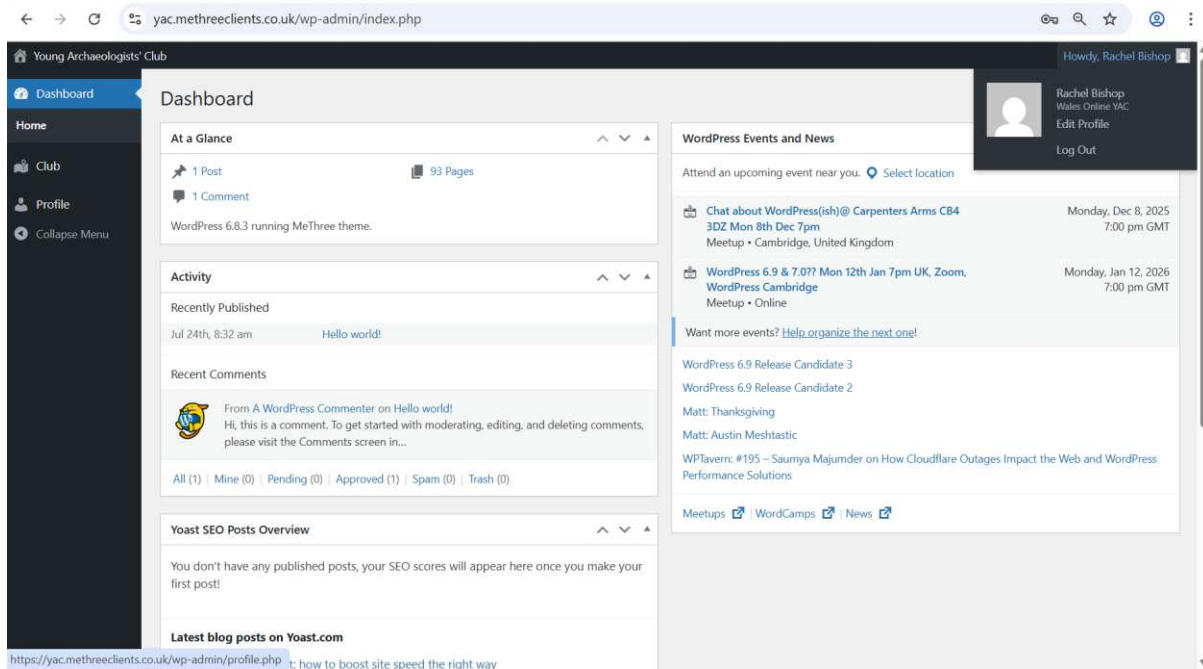 yac.methreeclients.co.uk/wp-admin/index.php
Young Archaeologists' Club
Howdy, Rachel Bishop
Rachel Bishop
Wales Online YAC
Edit Profile
Log Out
Dashboard
Home
Club
Profile
Collapse Menu
Dashboard
At a Glance
1 Post
93 Pages
1 Comment
WordPress 6.8.3 running MeThree theme.
Activity
Recently Published
Jul 24th, 8:32 am Hello world!
Recent Comments
From A WordPress Commenter on Hello world!
Hi, this is a comment. To get started with moderating, editing, and deleting comments,
please visit the Comments screen in...
All (1) | Mine (0) | Pending (0) | Approved (1) | Spam (0) | Trash (0)
Yoast SEO Posts Overview
You don't have any published posts, your SEO scores will appear here once you make your
first post!
Latest blog posts on Yoast.com
t: how to boost site speed the right way
WordPress Events and News
Attend an upcoming event near you. Select location
Chat about WordPress(ish)@ Carpenters Arms CB4
3DZ Mon 8th Dec 7pm
Meetup • Cambridge, United Kingdom
Monday, Dec 8, 2025
7:00 pm GMT
WordPress 6.9 & 7.0?? Mon 12th Jan 7pm UK, Zoom,
WordPress Cambridge
Meetup • Online
Monday, Jan 12, 2026
7:00 pm GMT
Want more events? Help organize the next one!
WordPress 6.9 Release Candidate 3
WordPress 6.9 Release Candidate 2
Matt: Thanksgiving
Matt: Austin Meshtastic
WPTavern: #195 – Saumya Majumder on How Cloudflare Outages Impact the Web and WordPress
Performance Solutions
Meetups | WordCamps | News
https://yac.methreeclients.co.uk/wp-admin/profile.php